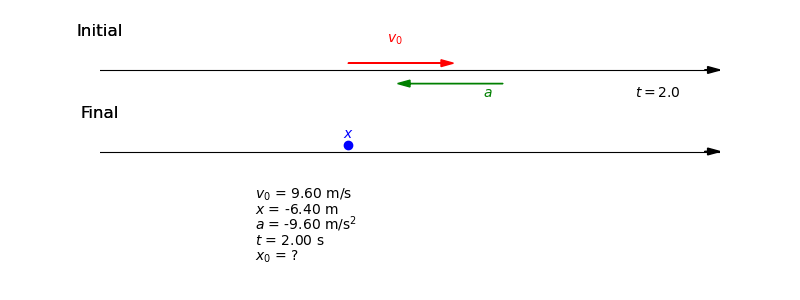 Initial
v₀
a
t = 2.0
Final
x
v₀ = 9.60 m/s
x = -6.40 m
a = -9.60 m/s²
t = 2.00 s
x₀ = ?